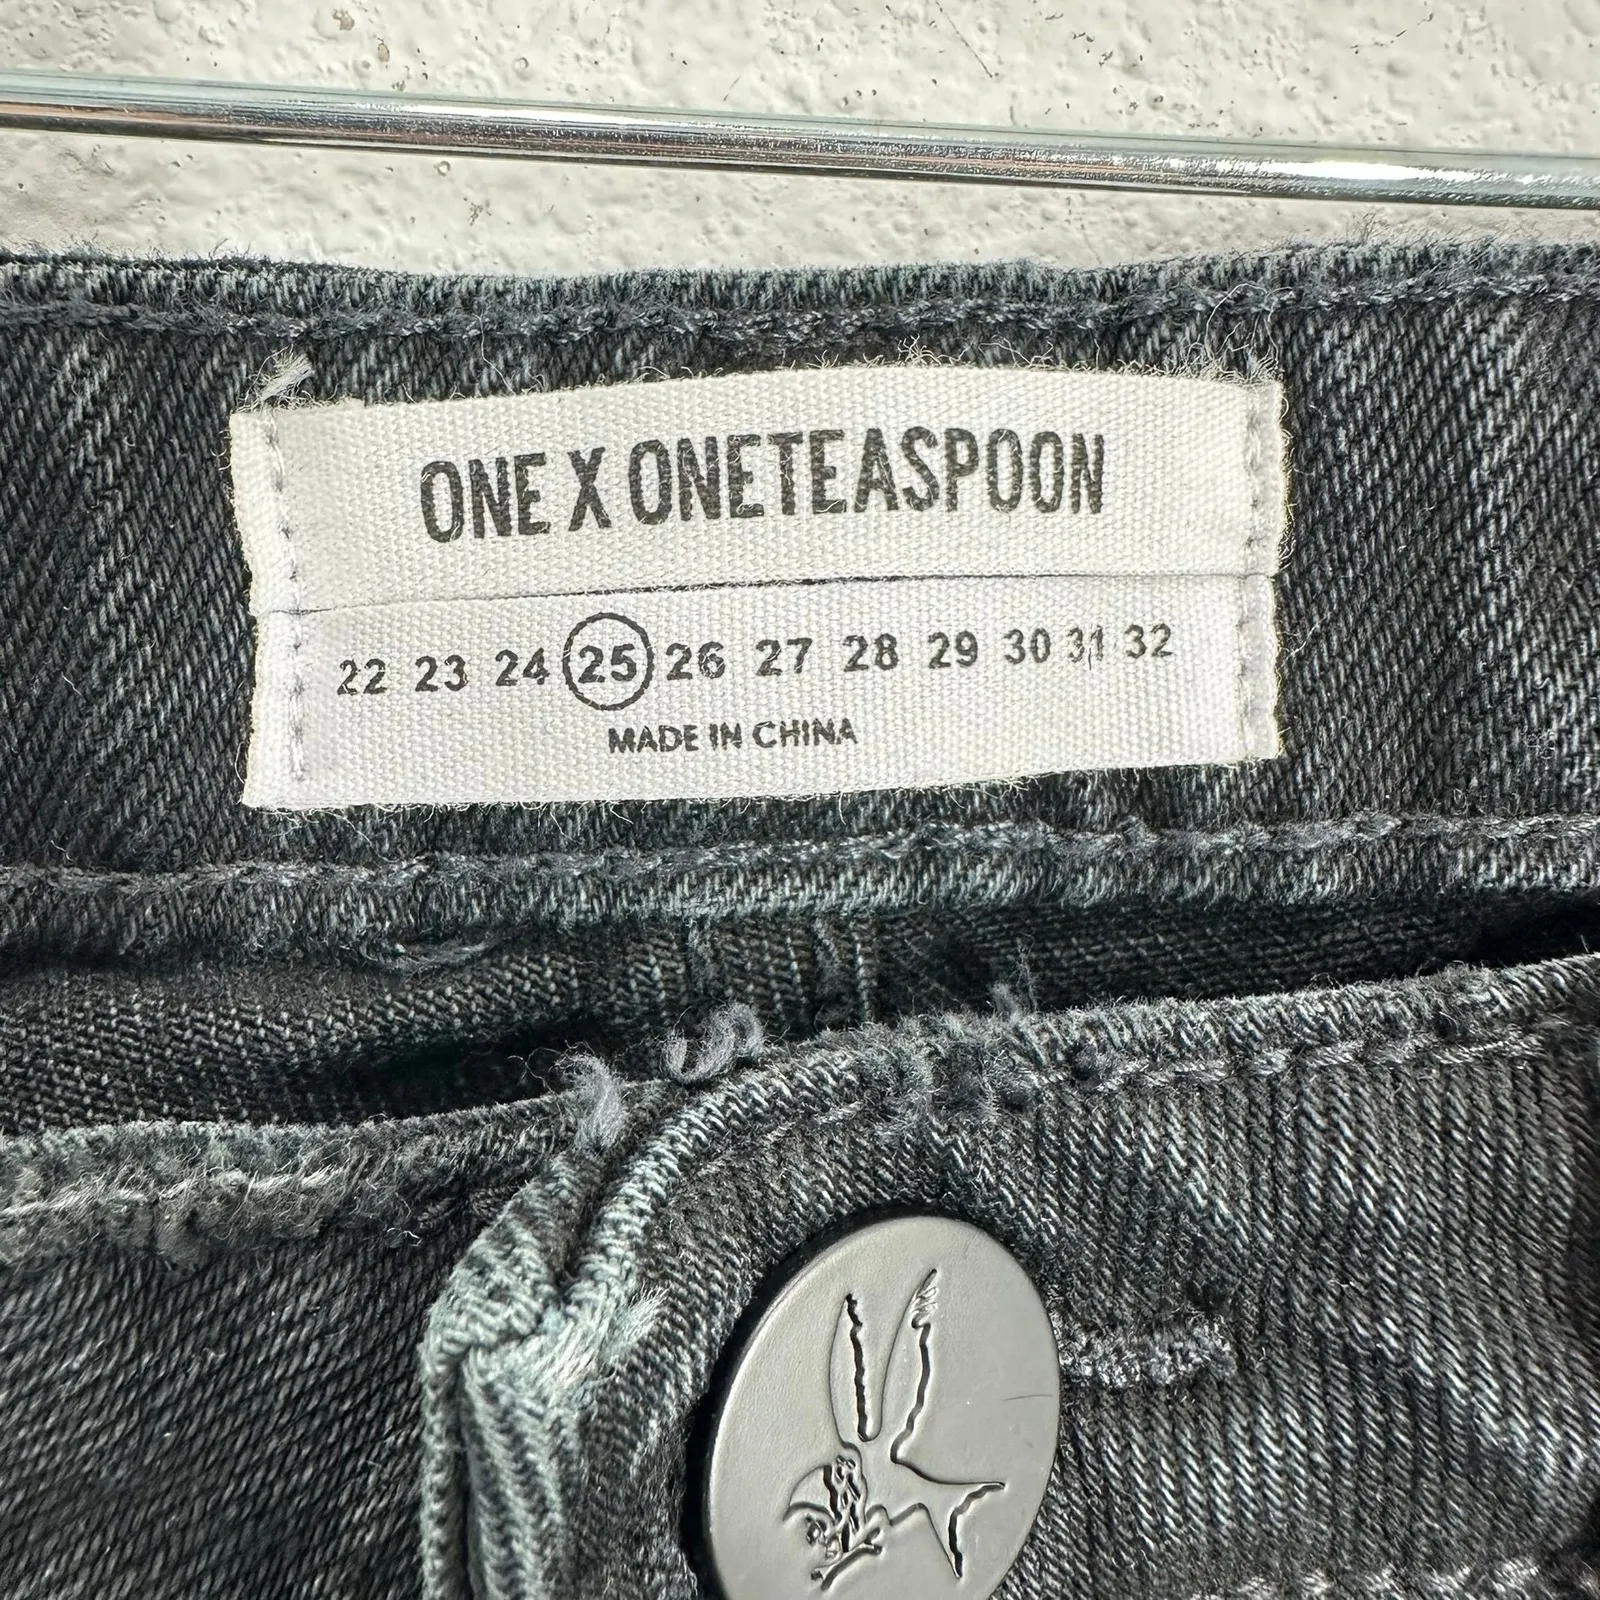 ONE X ONETEASPOON
22 23 24 25 26 27 28 29 30 31 32
MADE IN CHINA